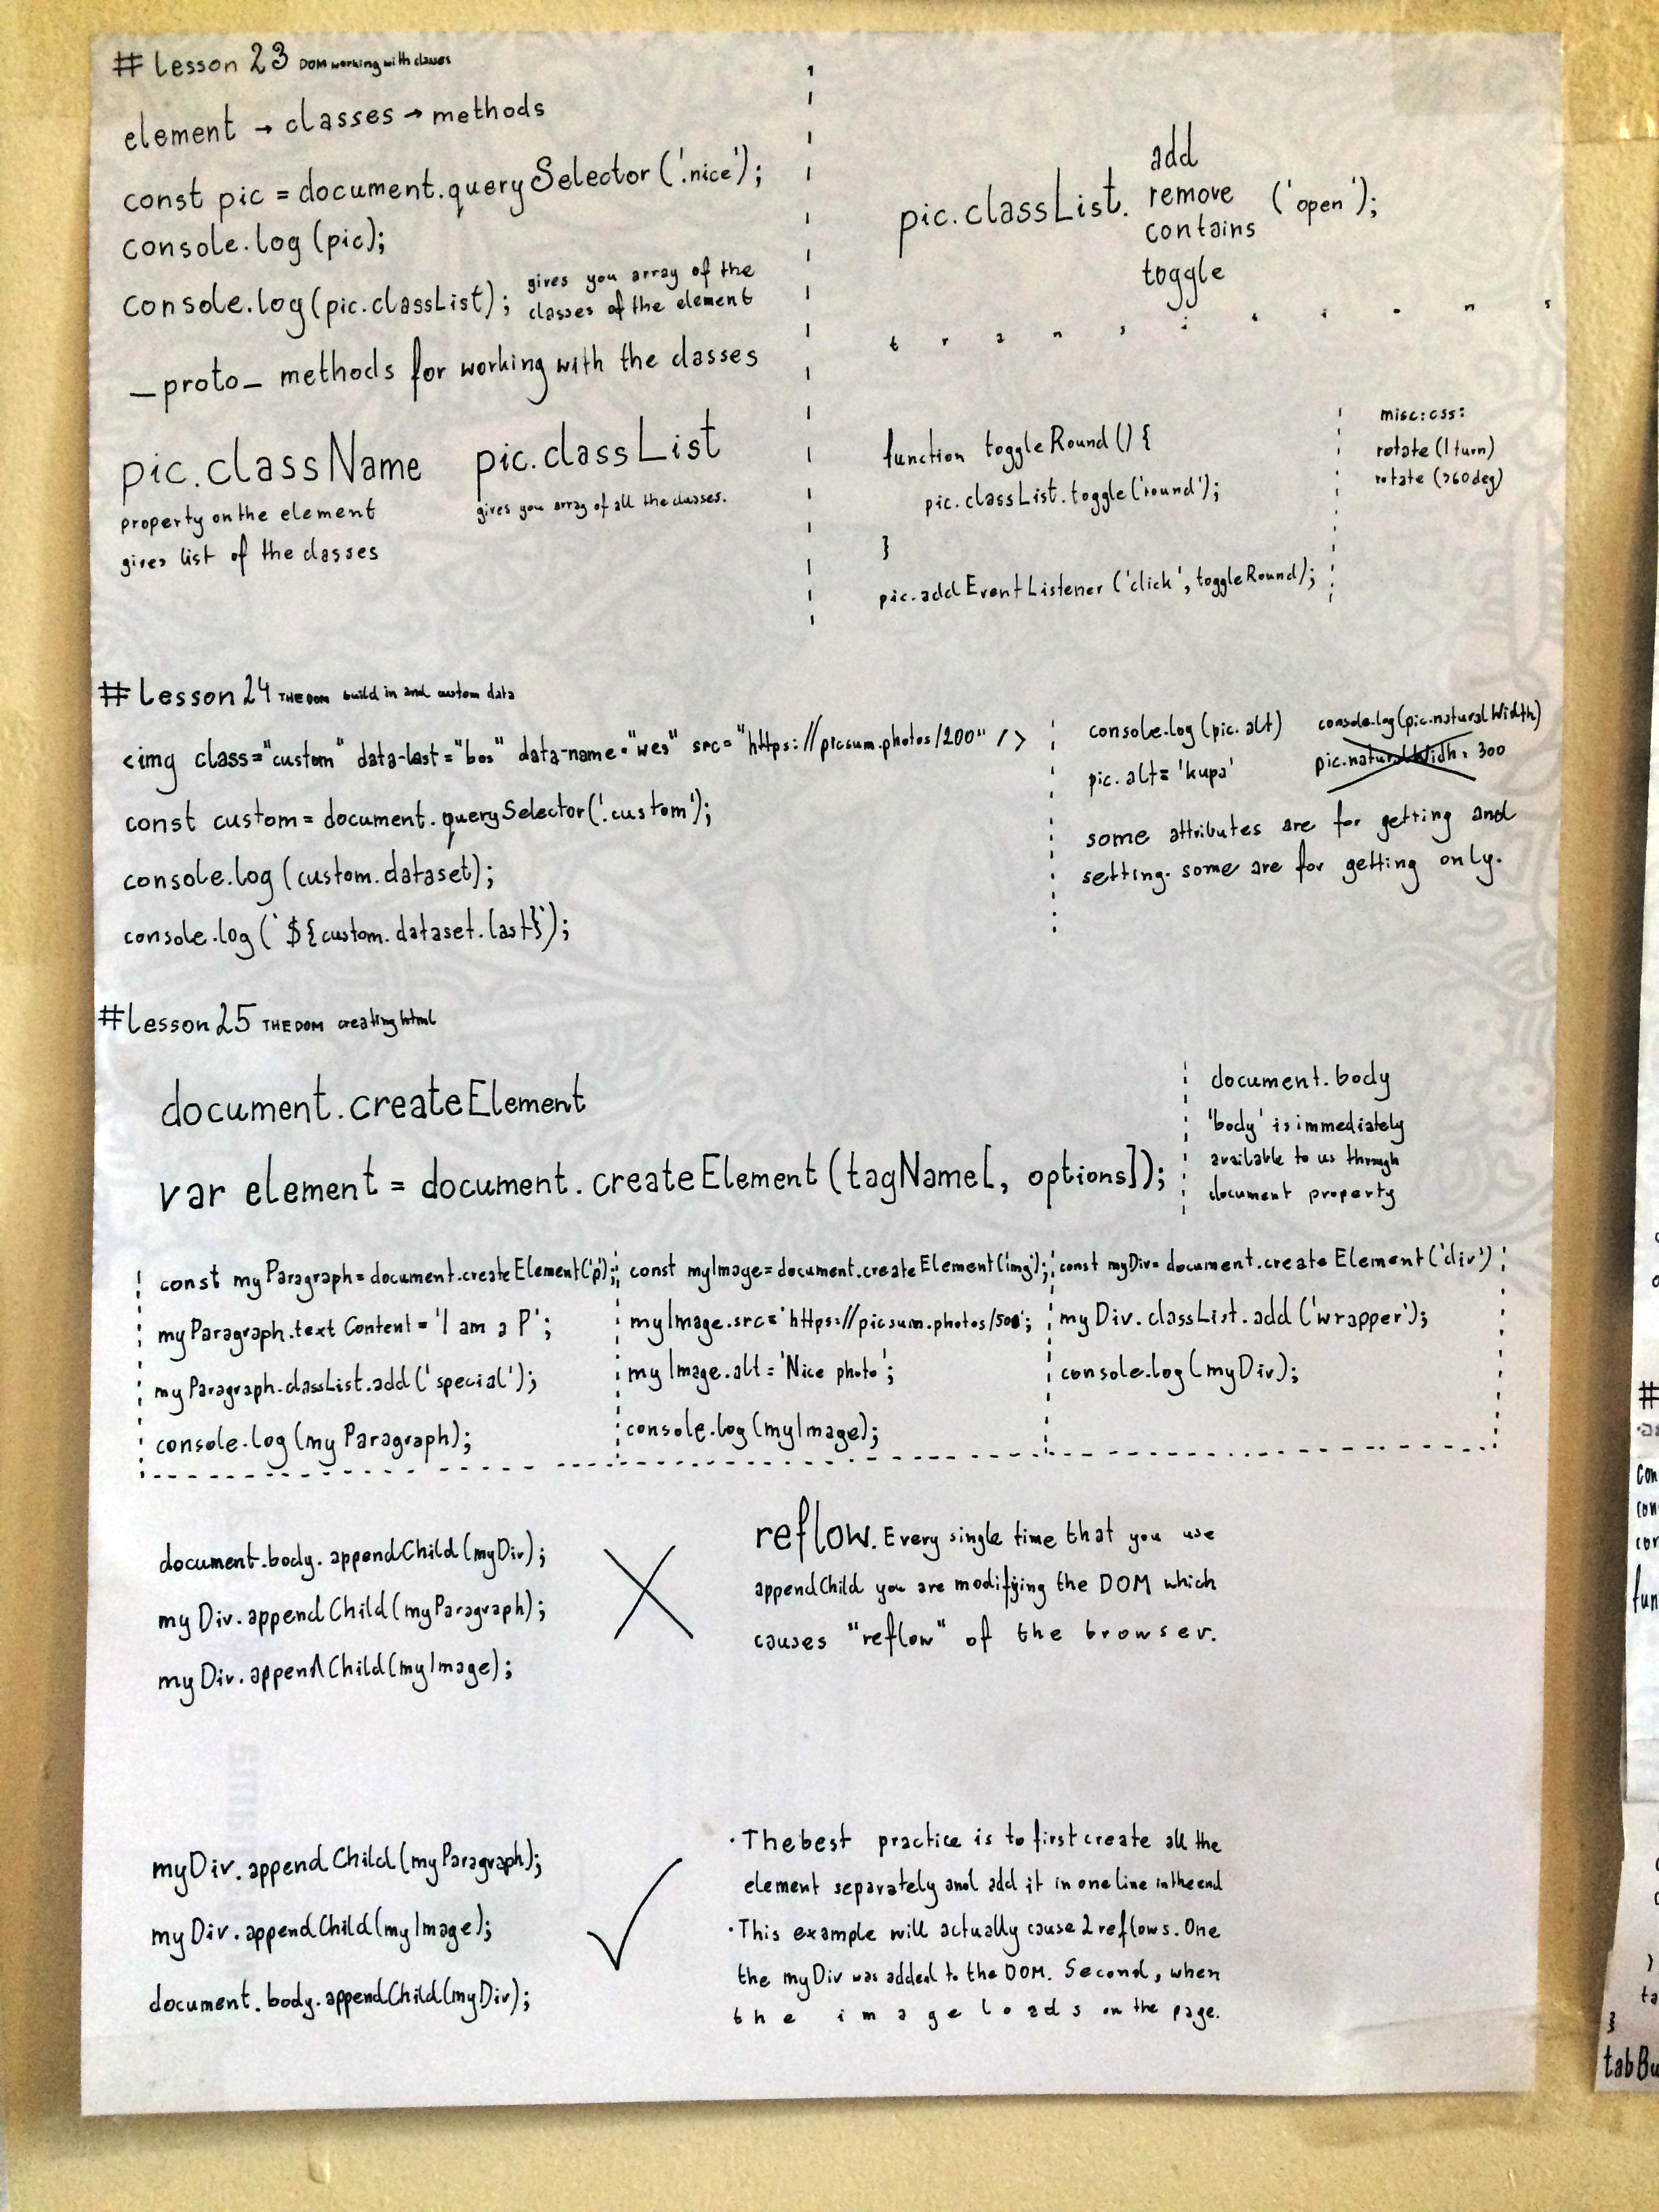 # Lesson 23 DOM working with classes
element → classes → methods
const pic = document.querySelector('.nice');
console.log(pic);
console.log(pic.classList); gives you array of the
classes of the element
_proto_ methods for working with the classes
pic.className
property on the element
gives list of the classes
pic.classList
gives you array of all the classes.
add
remove
pic.classList. contains ('open');
toggle
transitions
function toggleRound() {
pic.classList.toggle('round');
}
pic.addEventListener('click', toggleRound);
misc:css:
rotate (1turn)
rotate (360deg)
# Lesson 24 THE DOM build in and custom data
<img class="custom" data-last="bos" data-name="wes" src="https://picsum.photos/200" />
const custom = document.querySelector('.custom');
console.log(custom.dataset);
console.log(`${custom.dataset.last}`);
console.log(pic.alt)
pic.alt = 'kupa'
console.log(pic.naturalWidth)
pic.naturalWidth = 300
some attributes are for getting and
setting. some are for getting only.
# Lesson 25 THE DOM creating html
document.createElement
var element = document.createElement(tagName[, options]);
document.body
'body' is immediately
available to us through
document property
const myParagraph = document.createElement('p');
myParagraph.textContent = 'I am a P';
myParagraph.classList.add('special');
console.log(myParagraph);
const myImage = document.createElement('img');
myImage.src = 'https://picsum.photos/500';
myImage.alt = 'Nice photo';
console.log(myImage);
const myDiv = document.createElement('div')
myDiv.classList.add('wrapper');
console.log(myDiv);
document.body.appendChild(myDiv);
myDiv.appendChild(myParagraph);
myDiv.appendChild(myImage);
reflow. Every single time that you use
appendChild you are modifying the DOM which
causes "reflow" of the browser.
myDiv.appendChild(myParagraph);
myDiv.appendChild(myImage);
document.body.appendChild(myDiv);
• The best practice is to first create all the
element separately and add it in one line in the end
• This example will actually cause 2 reflows. One
the myDiv was added to the DOM. Second, when
the image loads on the page.
#
con
con
con
fun
)
ta
}
tabBu